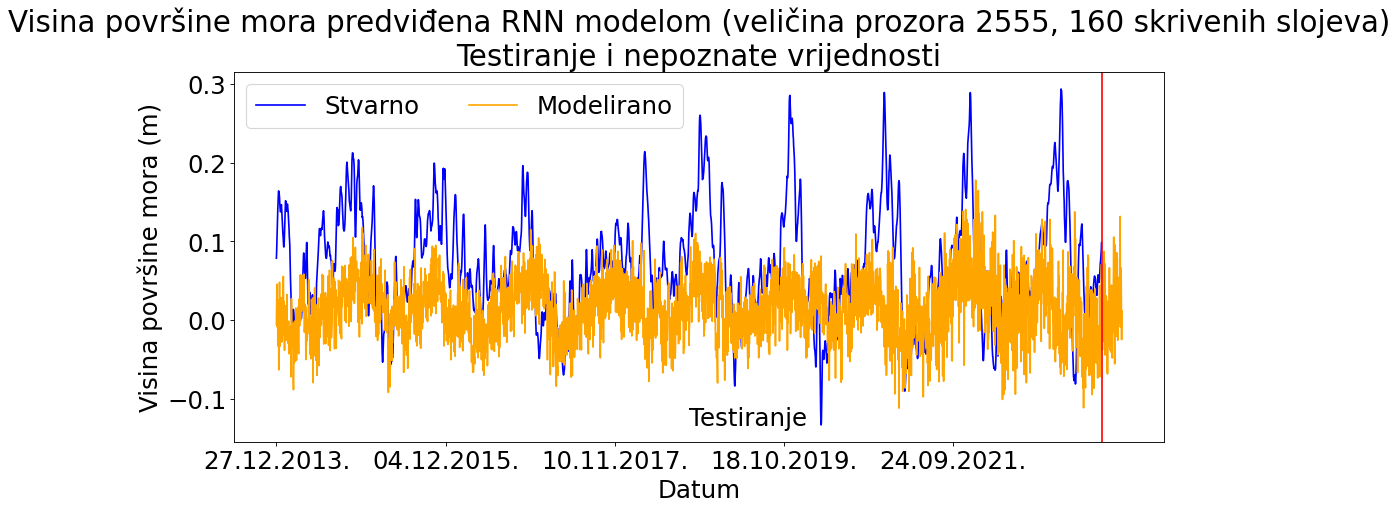 Visina površine mora predviđena RNN modelom (veličina prozora 2555, 160 skrivenih slojeva)
Testiranje i nepoznate vrijednosti
Stvarno Modelirano
Visina površine mora (m)
0.3
0.2
0.1
0.0
−0.1
Testiranje
27.12.2013. 04.12.2015. 10.11.2017. 18.10.2019. 24.09.2021.
Datum